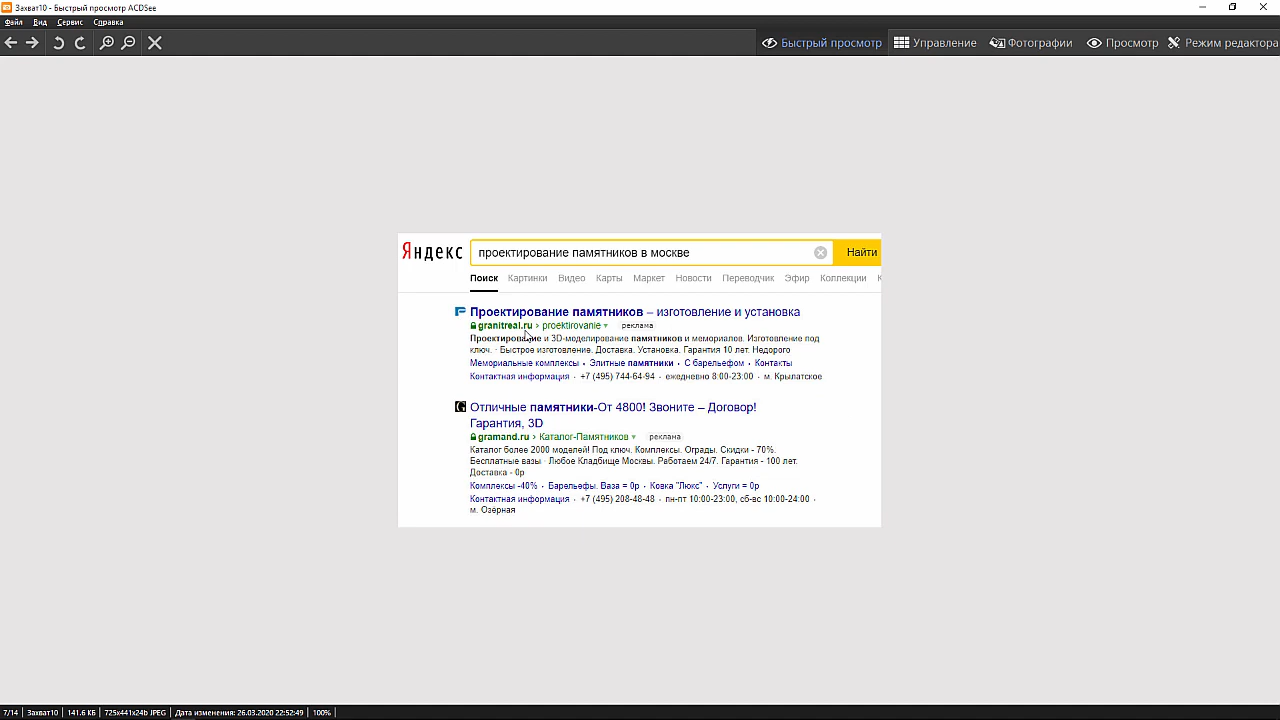 Захват10 - Быстрый просмотр ACDSee
Файл Вид Сервис Справка
Быстрый просмотр Управление Фотографии Просмотр Режим редактора
Яндекс проектирование памятников в москве Найти
Поиск Картинки Видео Карты Маркет Новости Переводчик Эфир Коллекции К
Проектирование памятников – изготовление и установка
granitreal.ru › proektirovanie реклама
Проектирование и 3D-моделирование памятников и мемориалов. Изготовление под
ключ. · Быстрое изготовление. Доставка. Установка. Гарантия 10 лет. Недорого
Мемориальные комплексы · Элитные памятники · С барельефом · Контакты
Контактная информация · +7 (495) 744-64-94 · ежедневно 8:00-23:00 · м. Крылатское
Отличные памятники-От 4800! Звоните – Договор!
Гарантия, 3D
gramand.ru › Каталог-Памятников реклама
Каталог более 2000 моделей! Под ключ. Комплексы. Ограды. Скидки - 70%.
Бесплатные вазы · Любое Кладбище Москвы. Работаем 24/7. Гарантия - 100 лет.
Доставка - 0р
Комплексы -40% · Барельефы. Ваза = 0р · Ковка "Люкс" · Услуги = 0р
Контактная информация · +7 (495) 208-48-48 · пн-пт 10:00-23:00, сб-вс 10:00-24:00 ·
м. Озёрная
7/14 Захват10 141.6 КБ 725x441x24b JPEG Дата изменения: 26.03.2020 22:52:49 100%